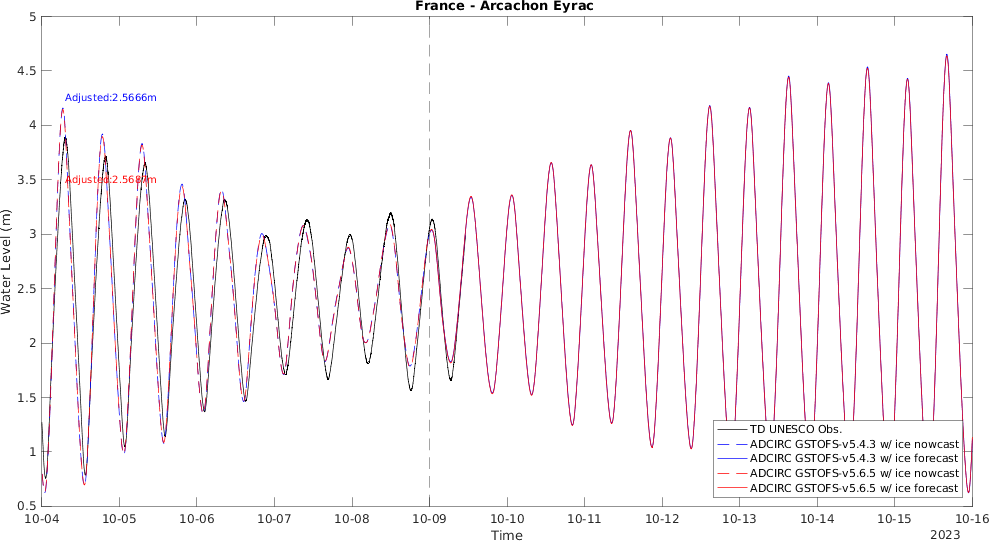 France - Arcachon Eyrac
5
4.5
4
3.5
3
2.5
2
1.5
1
0.5
Water Level (m)
Adjusted:2.5666m
Adjusted:2.5687m
TD UNESCO Obs.
ADCIRC GSTOFS-v5.4.3 w/ ice nowcast
ADCIRC GSTOFS-v5.4.3 w/ ice forecast
ADCIRC GSTOFS-v5.6.5 w/ ice nowcast
ADCIRC GSTOFS-v5.6.5 w/ ice forecast
10-04 10-05 10-06 10-07 10-08 10-09 10-10 10-11 10-12 10-13 10-14 10-15 10-16
Time
2023